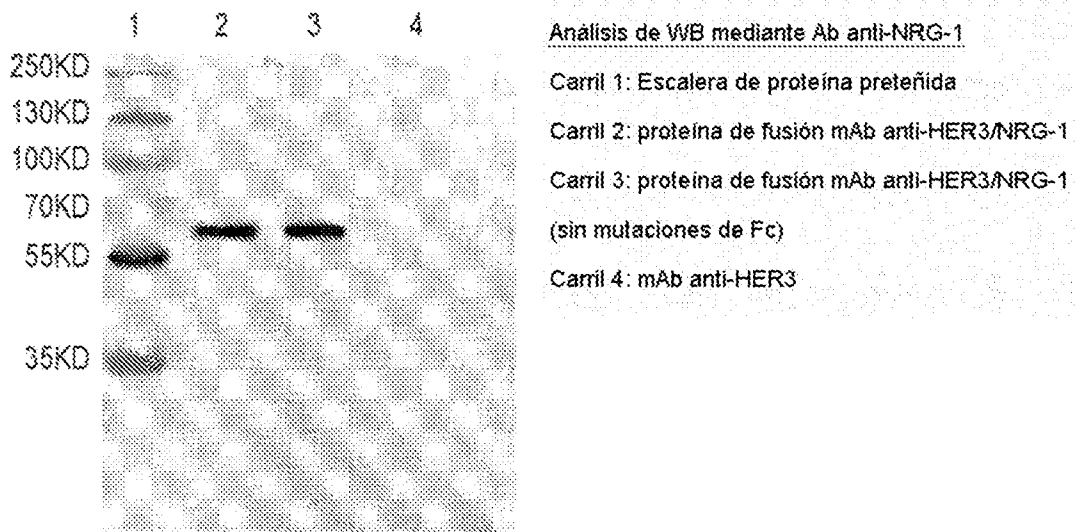 1 2 3 4
250KD
130KD
100KD
70KD
55KD
35KD
Análisis de WB mediante Ab anti-NRG-1
Carril 1: Escalera de proteína preteñida
Carril 2: proteína de fusión mAb anti-HER3/NRG-1
Carril 3: proteína de fusión mAb anti-HER3/NRG-1
(sin mutaciones de Fc)
Carril 4: mAb anti-HER3